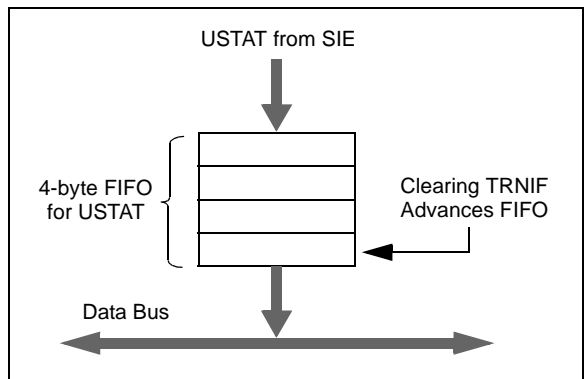 USTAT from SIE
4-byte FIFO
for USTAT
Clearing TRNIF
Advances FIFO
Data Bus